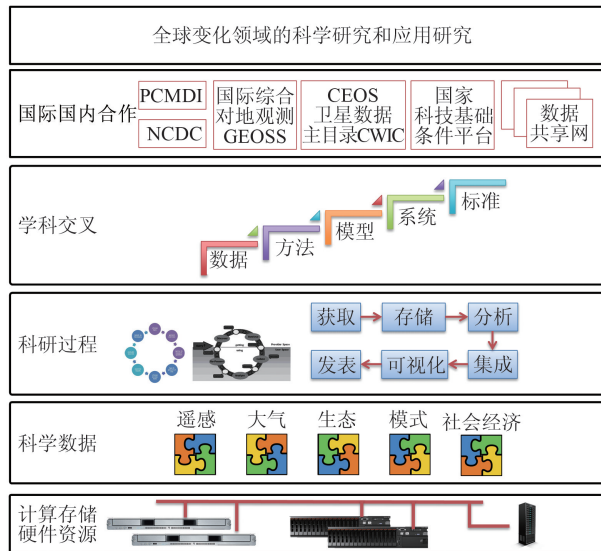 全球变化领域的科学研究和应用研究
国际国内合作
PCMDI
NCDC
国际综合
对地观测
GEOSS
CEOS
卫星数据
主目录CWIC
国家
科技基础
条件平台
数据
共享网
学科交叉
数据
方法
模型
系统
标准
科研过程
获取
存储
分析
发表
可视化
集成
科学数据
遥感
大气
生态
模式
社会经济
计算存储
硬件资源